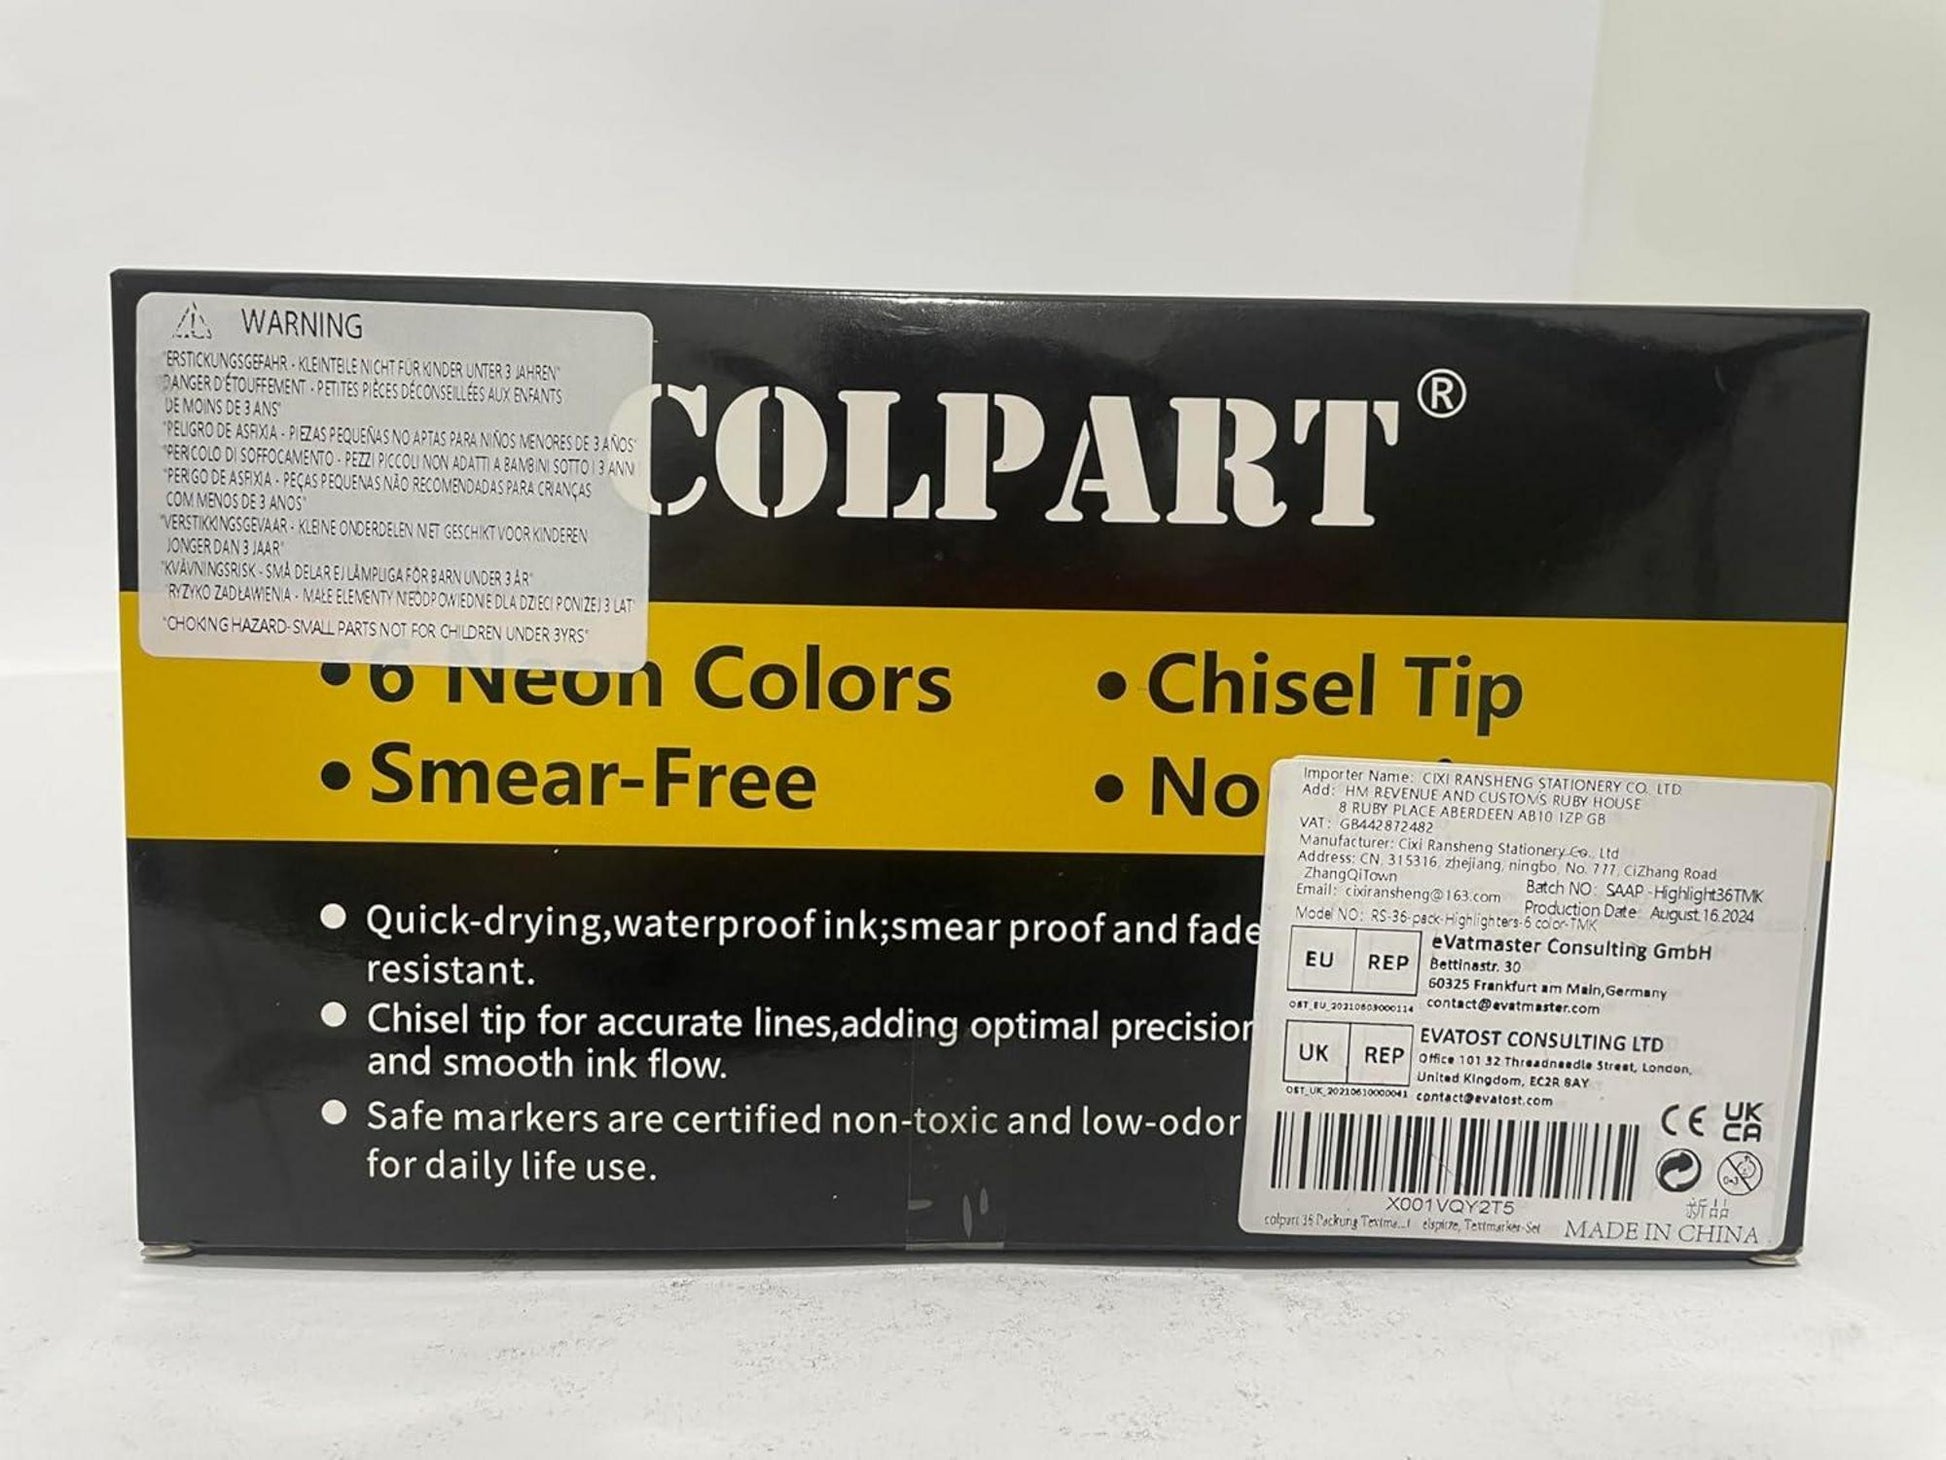 WARNING
"ERSTICKUNGSGEFAHR - KLEINTEILE NICHT FÜR KINDER UNTER 3 JAHREN"
DANGER D'ÉTOUFFEMENT - PETITES PIÈCES DÉCONSEILLÉES AUX ENFANTS
DE MOINS DE 3 ANS"
"PELIGRO DE ASFIXIA - PIEZAS PEQUEÑAS NO APTAS PARA NIÑOS MENORES DE 3 AÑOS"
"PERICOLO DI SOFFOCAMENTO - PEZZI PICCOLI NON ADATTI A BAMBINI SOTTO I 3 ANNI
"PERIGO DE ASFIXIA - PEÇAS PEQUENAS NÃO RECOMENDADAS PARA CRIANÇAS
COM MENOS DE 3 ANOS"
"VERSTIKKINGSGEVAAR - KLEINE ONDERDELEN NIET GESCHIKT VOOR KINDEREN
JONGER DAN 3 JAAR"
"KVÄVNINGSRISK - SMÅ DELAR EJ LÄMPLIGA FÖR BARN UNDER 3 ÅR"
"RYZYKO ZADŁAWIENIA - MAŁE ELEMENTY NIEODPOWIEDNIE DLA DZIECI PONIŻEJ 3 LAT"
"CHOKING HAZARD- SMALL PARTS NOT FOR CHILDREN UNDER 3YRS"
COLPART®
• 6 Neon Colors
• Chisel Tip
• Smear-Free
• No
● Quick-drying,waterproof ink;smear proof and fade
resistant.
● Chisel tip for accurate lines,adding optimal precision
and smooth ink flow.
● Safe markers are certified non-toxic and low-odor
for daily life use.
Importer Name: CIXI RANSHENG STATIONERY CO. LTD
Add: HM REVENUE AND CUSTOMS RUBY HOUSE
8 RUBY PLACE ABERDEEN AB10 1ZP GB
VAT: GB442872482
Manufacturer: Cixi Ransheng Stationery Co., Ltd
Address: CN, 315316, zhejiang, ningbo, No. 777, CiZhang Road
ZhangQiTown
Email: cixiransheng@163.com
Batch NO: SAAP-Highlight36TMK
Production Date: August.16.2024
Model NO: RS-36-pack-Highlighters-6 color-TMK
EU REP
eVatmaster Consulting GmbH
Bettinastr. 30
60325 Frankfurt am Main,Germany
contact@evatmaster.com
OST_EU_20210603000114
UK REP
EVATOST CONSULTING LTD
Office 101 32 Threadneedle Street, London,
United Kingdom, EC2R 8AY
contact@evatost.com
OST_UK_20210610000041
CE UK
CA
0-3
X001VQY2T5
新品
colpart 36 Packung Textma...t elspitze, Textmarker-Set
MADE IN CHINA